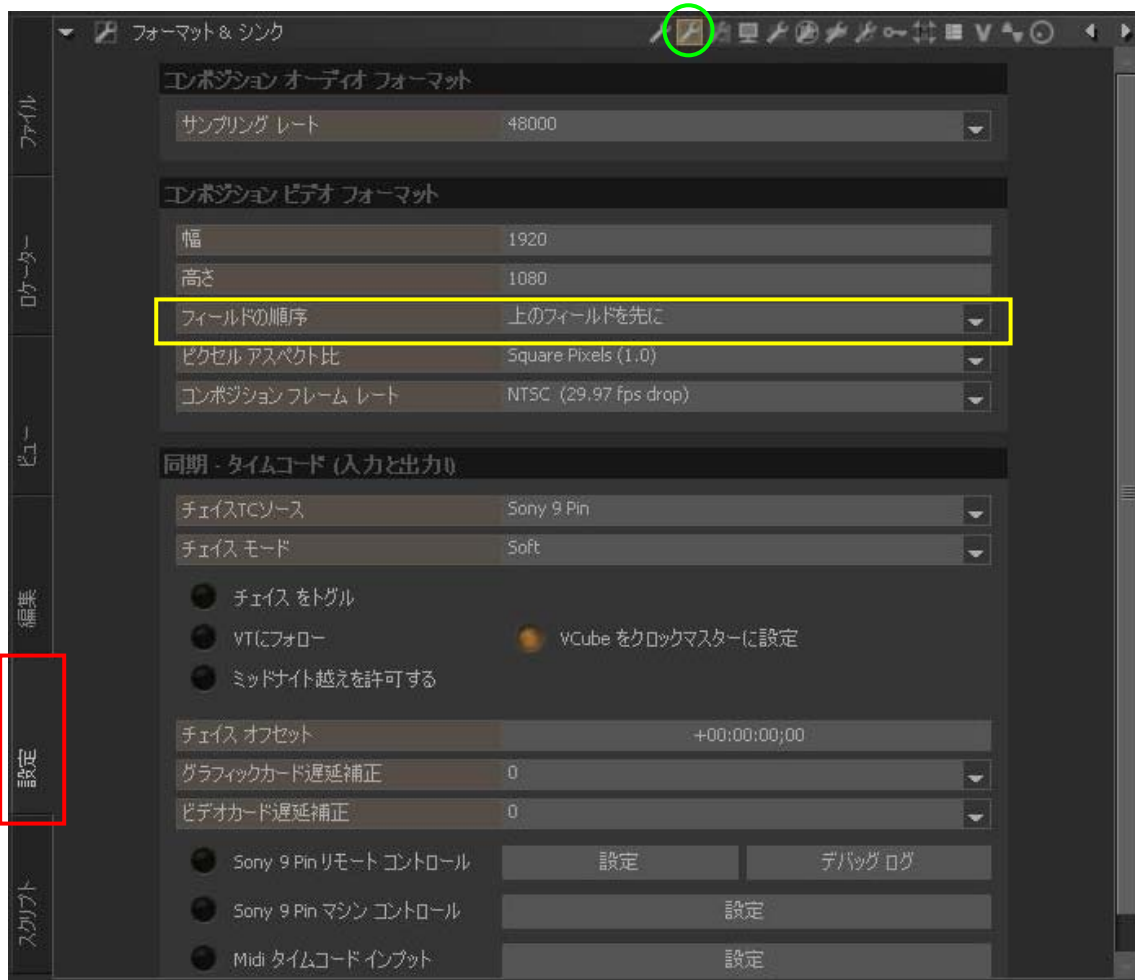 フォーマット & シンク
コンポジション オーディオ フォーマット
サンプリング レート 48000
コンポジション ビデオ フォーマット
幅 1920
高さ 1080
フィールドの順序 上のフィールドを先に
ピクセル アスペクト比 Square Pixels (1.0)
コンポジション フレーム レート NTSC (29.97 fps drop)
同期 - タイムコード (入力と出力I)
チェイスTCソース Sony 9 Pin
チェイス モード Soft
チェイス をトグル
VTにフォロー VCube をクロックマスターに設定
ミッドナイト越えを許可する
チェイス オフセット +00:00:00;00
グラフィックカード遅延補正 0
ビデオカード遅延補正 0
Sony 9 Pin リモート コントロール 設定 デバッグ ログ
Sony 9 Pin マシン コントロール 設定
Midi タイムコード インプット 設定
ファイル
ロケーター
ビュー
編集
設定
スクリプト